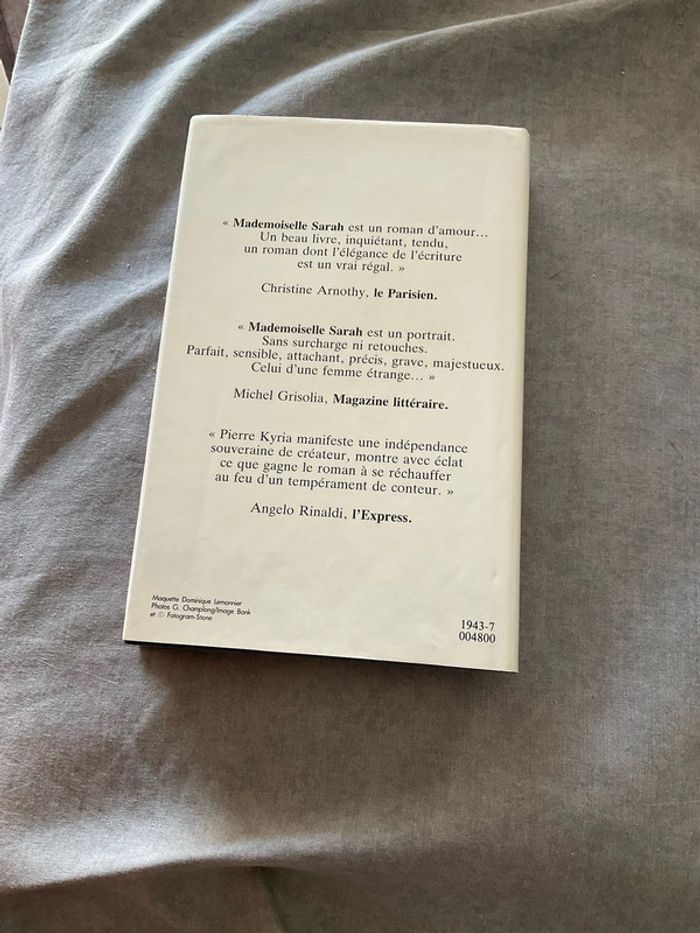 « Mademoiselle Sarah est un roman d'amour...
Un beau livre, inquiétant, tendu,
un roman dont l'élégance de l'écriture
est un vrai régal. »
Christine Arnothy, le Parisien.
« Mademoiselle Sarah est un portrait.
Sans surcharge ni retouches.
Parfait, sensible, attachant, précis, grave, majestueux.
Celui d'une femme étrange... »
Michel Grisolia, Magazine littéraire.
« Pierre Kyria manifeste une indépendance
souveraine de créateur, montre avec éclat
ce que gagne le roman à se réchauffer
au feu d'un tempérament de conteur. »
Angelo Rinaldi, l'Express.
Maquette Dominique Lemonnier
Photos G. Champlong/Image Bank
et © Fotogram-Stone
1943-7
004800